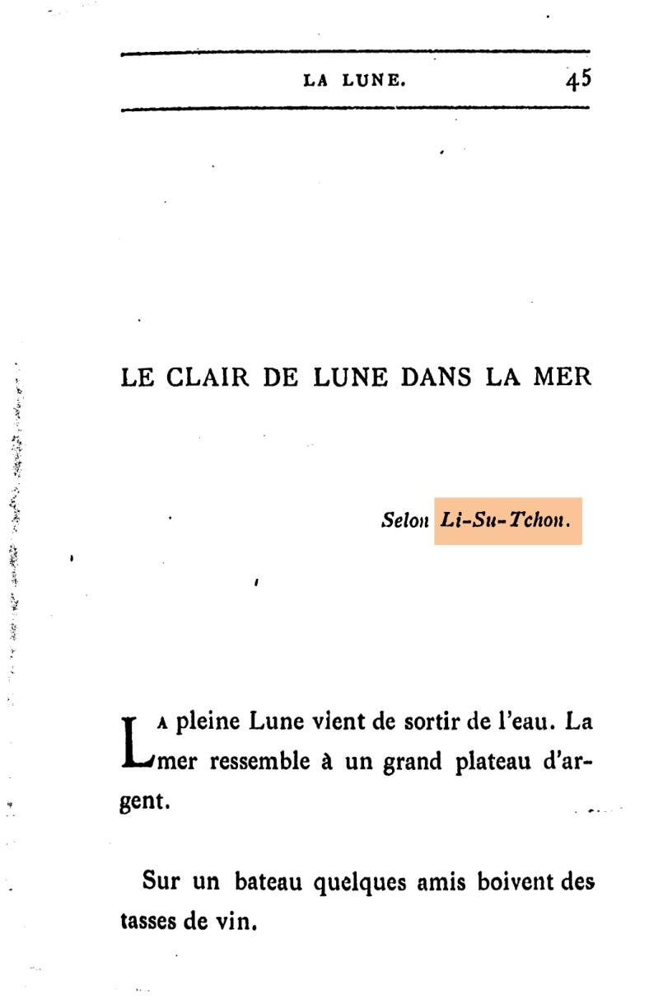 LA LUNE. 45
LE CLAIR DE LUNE DANS LA MER
Selon Li-Su-Tchon.
LA pleine Lune vient de sortir de l'eau. La
mer ressemble à un grand plateau d'ar-
gent.
Sur un bateau quelques amis boivent des
tasses de vin.